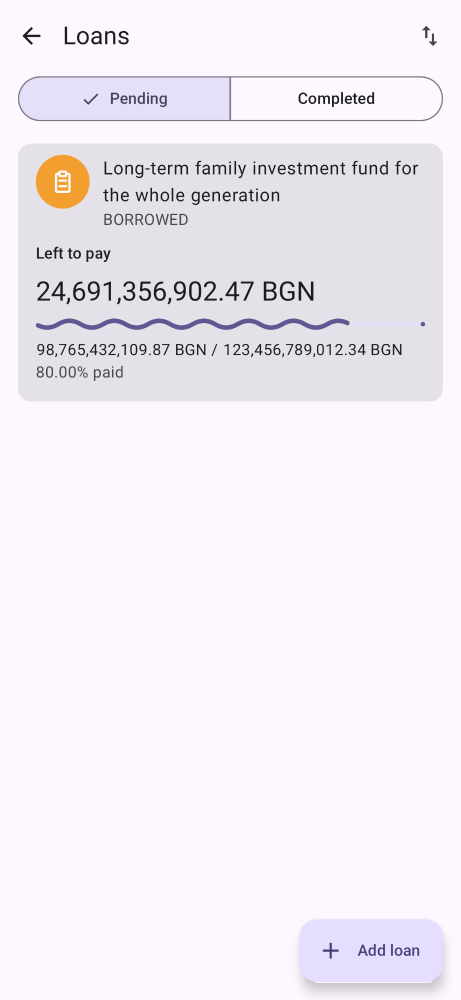 Loans
Pending
Completed
Long-term family investment fund for
the whole generation
BORROWED
Left to pay
24,691,356,902.47 BGN
98,765,432,109.87 BGN / 123,456,789,012.34 BGN
80.00% paid
Add loan